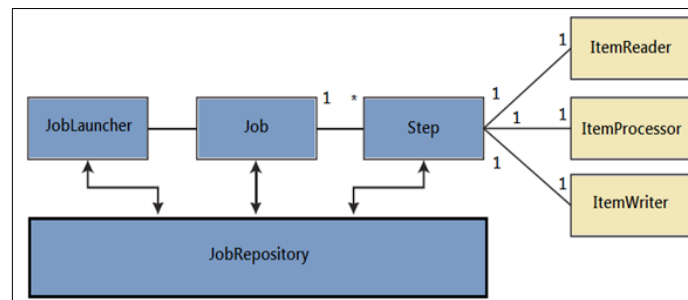 ItemReader
1
1
JobLauncher
Job
1
*
Step
1
1
ItemProcessor
1
1
ItemWriter
JobRepository